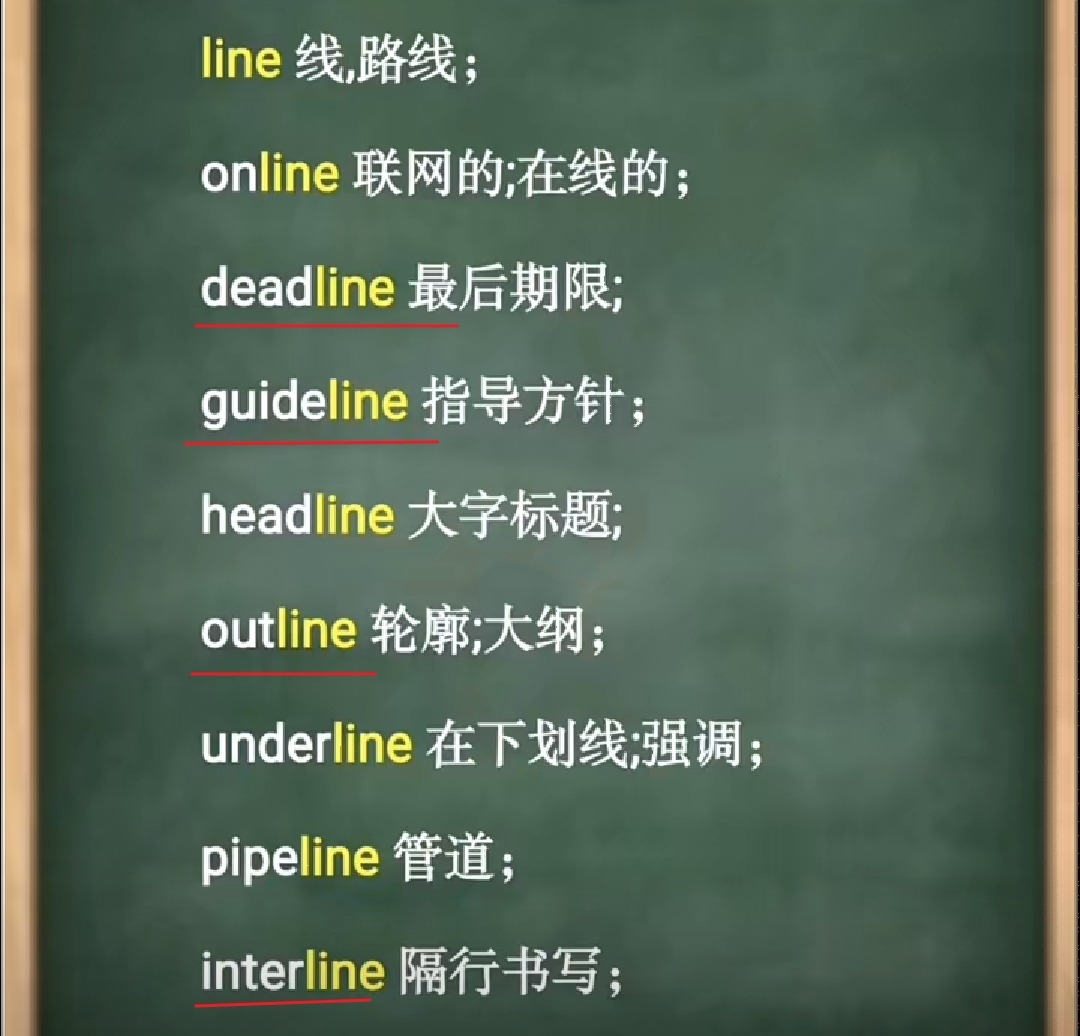 line 线,路线；
online 联网的;在线的；
deadline 最后期限;
guideline 指导方针；
headline 大字标题;
outline 轮廓;大纲；
underline 在下划线;强调；
pipeline 管道；
interline 隔行书写；